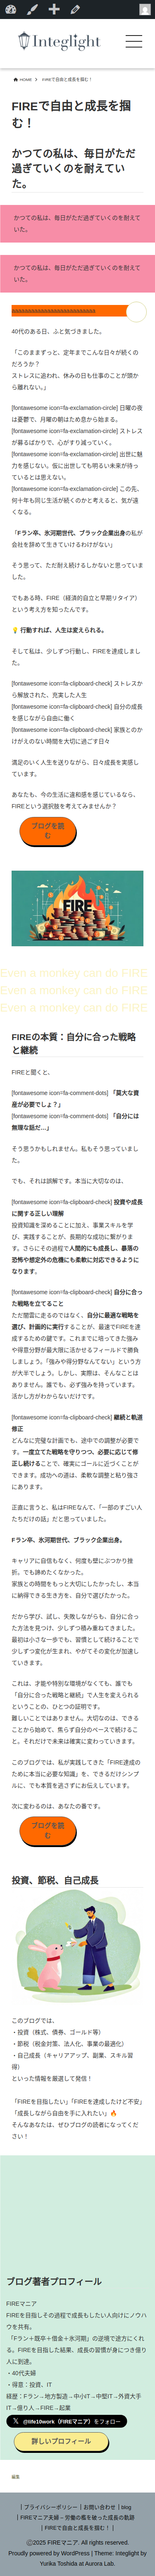 Integlight
HOME > FIREで自由と成長を掴む!
FIREで自由と成長を掴
む!
かつての私は、毎日がただ
過ぎていくのを耐えてい
た。
かつての私は、毎日がただ過ぎていくのを耐えて
いた。
かつての私は、毎日がただ過ぎていくのを耐えて
いた。
40代のある日、ふと気づきました。
「このままずっと、定年までこんな日々が続くの
だろうか？
ストレスに追われ、休みの日も仕事のことが頭か
ら離れない。」
[fontawesome icon=fa-exclamation-circle] 日曜の夜
は憂鬱で、月曜の朝はため息から始まる。
[fontawesome icon=fa-exclamation-circle] ストレス
が募るばかりで、心がすり減っていく。
[fontawesome icon=fa-exclamation-circle] 出世に魅
力を感じない。仮に出世しても明るい未来が待っ
ているとは思えない。
[fontawesome icon=fa-exclamation-circle] この先、
何十年も同じ生活が続くのかと考えると、気が遠
くなる。
「Fラン卒、氷河期世代、ブラック企業出身の私が
会社を辞めて生きていけるわけがない」
そう思って、ただ耐え続けるしかないと思っていま
した。
でもある時、FIRE（経済的自立と早期リタイア）
という考え方を知ったんです。
💡 行動すれば、人生は変えられる。
そして私は、少しずつ行動し、FIREを達成しまし
た。
[fontawesome icon=fa-clipboard-check] ストレスか
ら解放された、充実した人生
[fontawesome icon=fa-clipboard-check] 自分の成長
を感じながら自由に働く
[fontawesome icon=fa-clipboard-check] 家族とのか
けがえのない時間を大切に過ごす日々
満足のいく人生を送りながら、日々成長を実感し
ています。
あなたも、今の生活に違和感を感じているなら、
FIREという選択肢を考えてみませんか？
ブログを読
む
FIRE
Even a monkey can do FIRE
Even a monkey can do FIRE
Even a monkey can do FIRE
FIREの本質：自分に合った戦略
と継続
FIREと聞くと、
[fontawesome icon=fa-comment-dots] 「莫大な資
産が必要でしょ？」
[fontawesome icon=fa-comment-dots] 「自分には
無理な話だ…」
そう思うかもしれません。私もそう思っていまし
た。
でも、それは誤解です。本当に大切なのは、
[fontawesome icon=fa-clipboard-check] 投資や成長
に関する正しい理解
投資知識を深めることに加え、事業スキルを学
び、実践することが、長期的な成功に繋がりま
す。さらにその過程で人間的にも成長し、暴落の
恐怖や想定外の危機にも柔軟に対応できるように
なります。
[fontawesome icon=fa-clipboard-check] 自分に合っ
た戦略を立てること
ただ闇雲に走るのではなく、自分に最適な戦略を
選び、計画的に実行することが、最速でFIREを達
成するための鍵です。これまでに培ってきた強み
や得意分野が最大限に活かせるフィールドで勝負
しましょう。「強みや得分野なんてない」という方
が大半でしょう。しかし、実際は、そんなことは
ありません。誰でも、必ず強みを持っています。
活かし方がわからないだけです。
[fontawesome icon=fa-clipboard-check] 継続と軌道
修正
どんなに完璧な計画でも、途中での調整が必要で
す。一度立てた戦略を守りつつ、必要に応じて修
正し続けることで、確実にゴールに近づくことが
できます。成功への道は、柔軟な調整と粘り強さ
にあります。
正直に言うと、私はFIREなんて、「一部のすごい人
たちだけの話」だと思っていました。
Fラン卒、氷河期世代、ブラック企業出身。
キャリアに自信もなく、何度も壁にぶつかり挫
折。でも諦めたくなかった。
家族との時間をもっと大切にしたかったし、本当
に納得できる生き方を、自分で選びたかった。
だから学び、試し、失敗しながらも、自分に合っ
た方法を見つけ、少しずつ積み重ねてきました。
最初は小さな一歩でも、習慣として続けることで
少しずつ変化が生まれ、やがてその変化が加速し
ていきます。
これは、才能や特別な環境がなくても、誰でも
「自分に合った戦略と継続」で人生を変えられる
ということの、ひとつの証明です。
難しいことではありません。大切なのは、できる
ことから始めて、焦らず自分のペースで続けるこ
と。それだけで未来は確実に変わっていきます。
このブログでは、私が実践してきた「FIRE達成の
ために本当に必要な知識」を、できるだけシンプ
ルに、でも本質を逃さずにお伝えしています。
次に変わるのは、あなたの番です。
ブログを読
む
投資、節税、自己成長
このブログでは、
・投資（株式、債券、ゴールド等）
・節税（税金対策、法人化、事業の最適化）
・自己成長（キャリアアップ、副業、スキル習
得）
といった情報を厳選して発信！
「FIREを目指したい」「FIREを達成したけど不安」
「成長しながら自由を手に入れたい」🔥
そんなあなたは、ぜひブログの読者になってくだ
さい！
ブログ著者プロフィール
FIREマニア
FIREを目指しその過程で成長もしたい人向けにノウハ
ウを共有。
「Fラン＋既卒＋借金＋氷河期」の逆境で途方にくれ
る。FIREを目指した結果、成長の習慣が身につき億り
人に到達。
・40代夫婦
・得意：投資、IT
経歴：Fラン→地方製造→中小IT→中堅IT→外資大手
IT→億り人→FIRE→起業
@life10work（FIREマニア）をフォロー
詳しいプロフィール
編集
| プライバシーポリシー | お問い合わせ | blog
| FIREマニア夫婦 – 労働の檻を破った成長の軌跡
| FIREで自由と成長を掴む！ |
©2025 FIREマニア. All rights reserved.
Proudly powered by WordPress | Theme: Integlight by
Yurika Toshida at Aurora Lab.